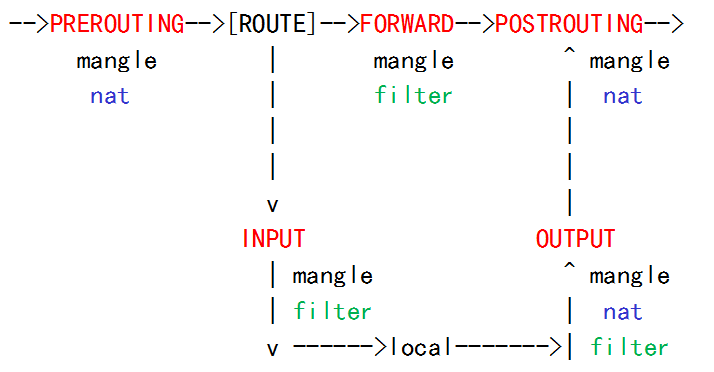 -->PREROUTING-->[ROUTE]-->FORWARD-->POSTROUTING-->
mangle | mangle ^ mangle
nat | filter | nat
| |
| |
v |
INPUT OUTPUT
| mangle ^ mangle
| filter | nat
v ------>local------->| filter